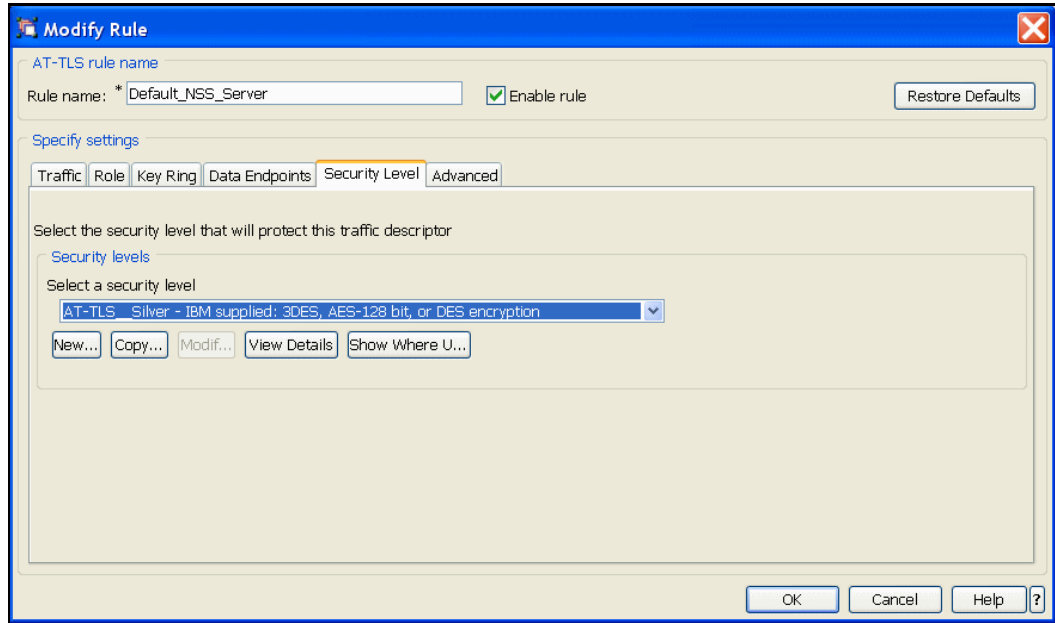 Modify Rule
AT-TLS rule name
Rule name: * Default_NSS_Server Enable rule Restore Defaults
Specify settings
Traffic Role Key Ring Data Endpoints Security Level Advanced
Select the security level that will protect this traffic descriptor
Security levels
Select a security level
AT-TLS__Silver - IBM supplied: 3DES, AES-128 bit, or DES encryption
New... Copy... Modif... View Details Show Where U...
OK Cancel Help ?